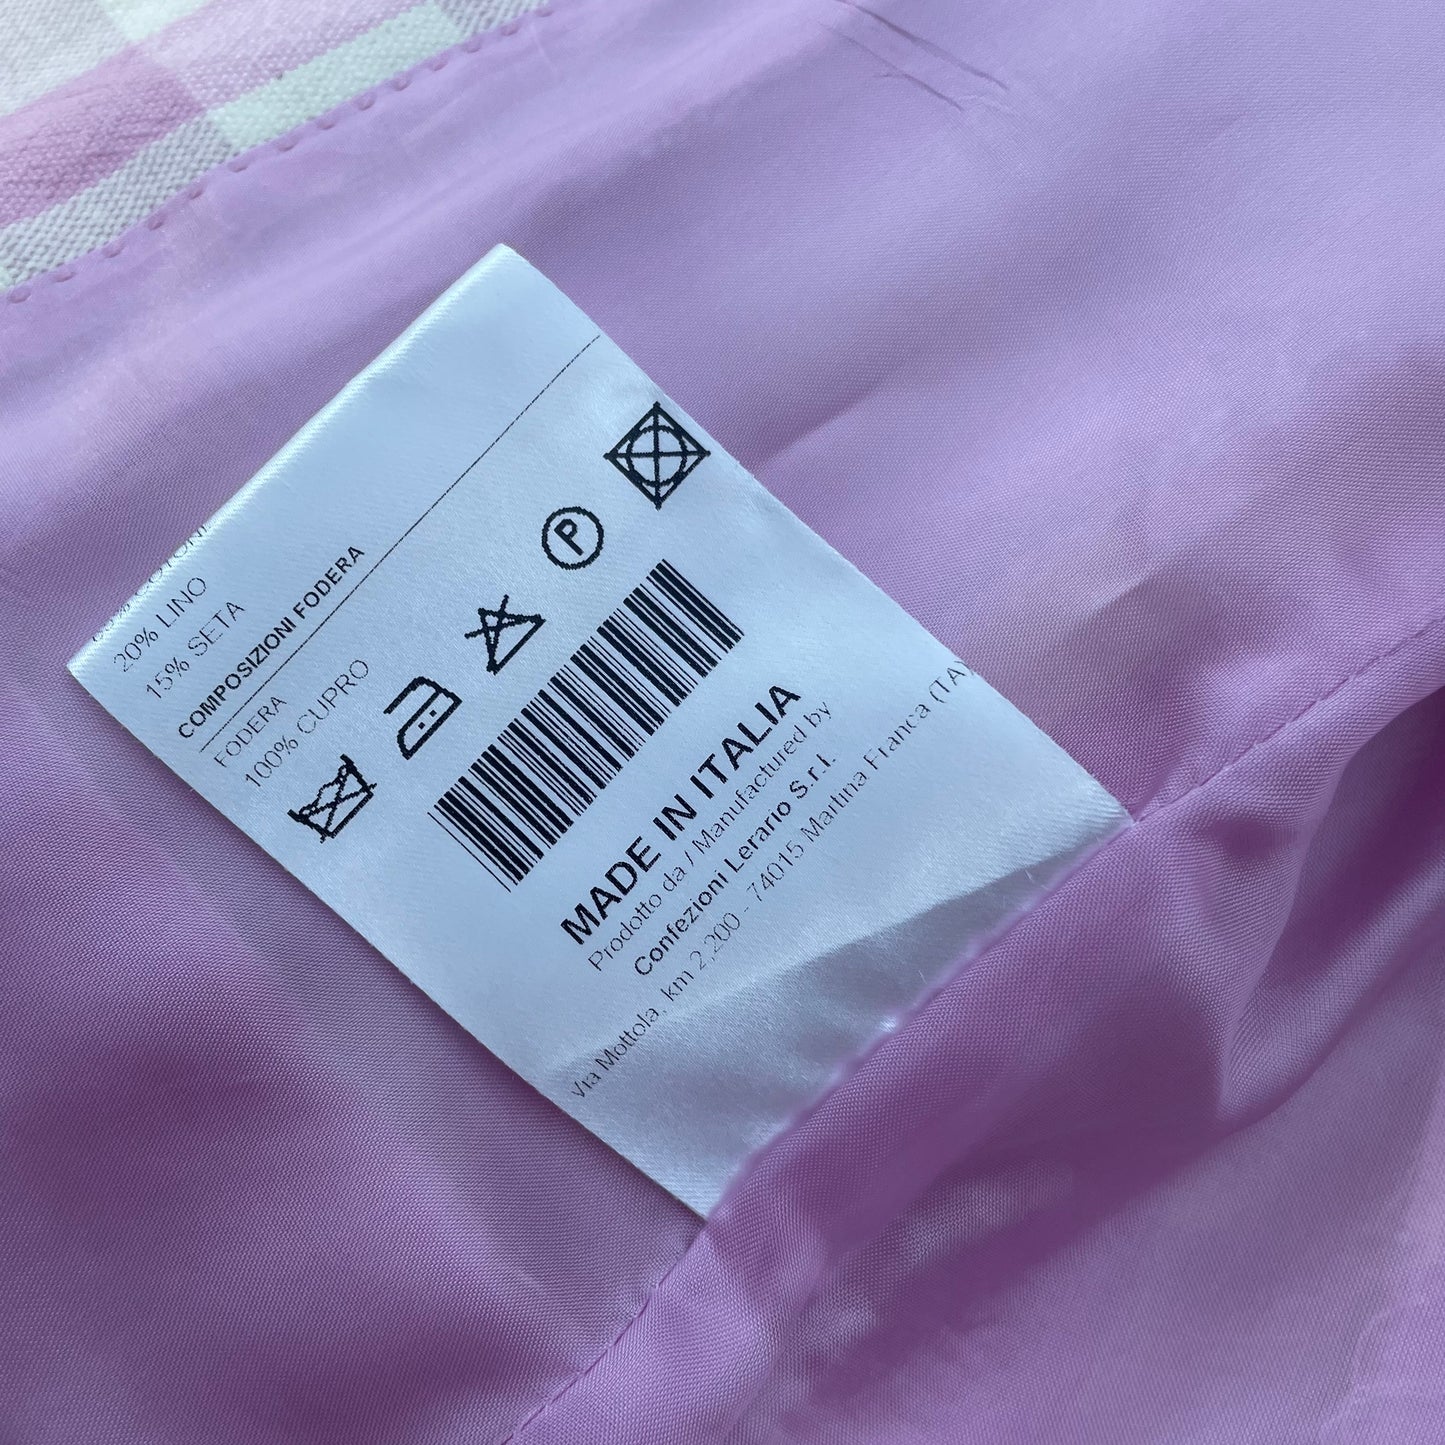 20% LINO
15% SETA
COMPOSIZIONI FODERA
FODERA
100% CUPRO
P
MADE IN ITALIA
Prodotto da / Manufactured by
Confezioni Lerario S.r.l.
Via Mottola, km 2,200 - 74015 Martina Franca (TA)